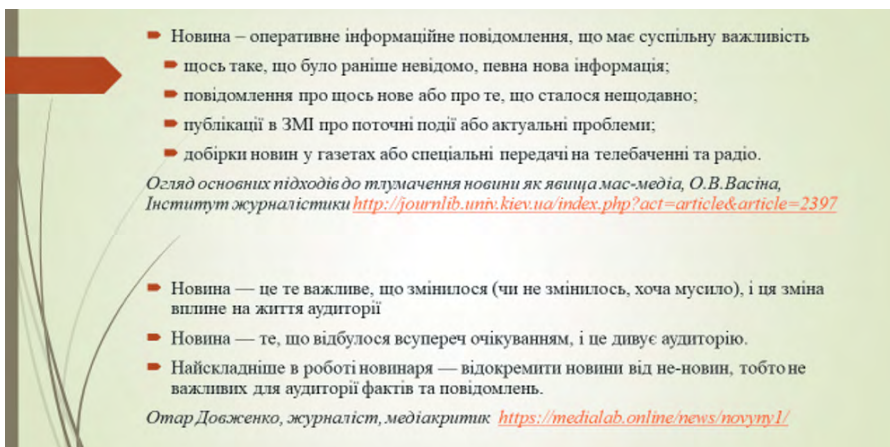 Новина – оперативне інформаційне повідомлення, що має суспільну важливість
щось таке, що було раніше невідомо, певна нова інформація;
повідомлення про щось нове або про те, що сталося нещодавно;
публікації в ЗМІ про поточні події або актуальні проблеми;
добірки новин у газетах або спеціальні передачі на телебаченні та радіо.
Огляд основних підходів до тлумачення новини як явища мас-медіа, О.В.Васіна,
Інститут журналістики http://journlib.univ.kiev.ua/index.php?act=article&article=2397
Новина — це те важливе, що змінилося (чи не змінилось, хоча мусило), і ця зміна
вплине на життя аудиторії
Новина — те, що відбулося всупереч очікуванням, і це дивує аудиторію.
Найскладніше в роботі новинаря — відокремити новини від не-новин, тобто не
важливих для аудиторії фактів та повідомлень.
Отар Довженко, журналіст, медіакритик https://medialab.online/news/novyny1/